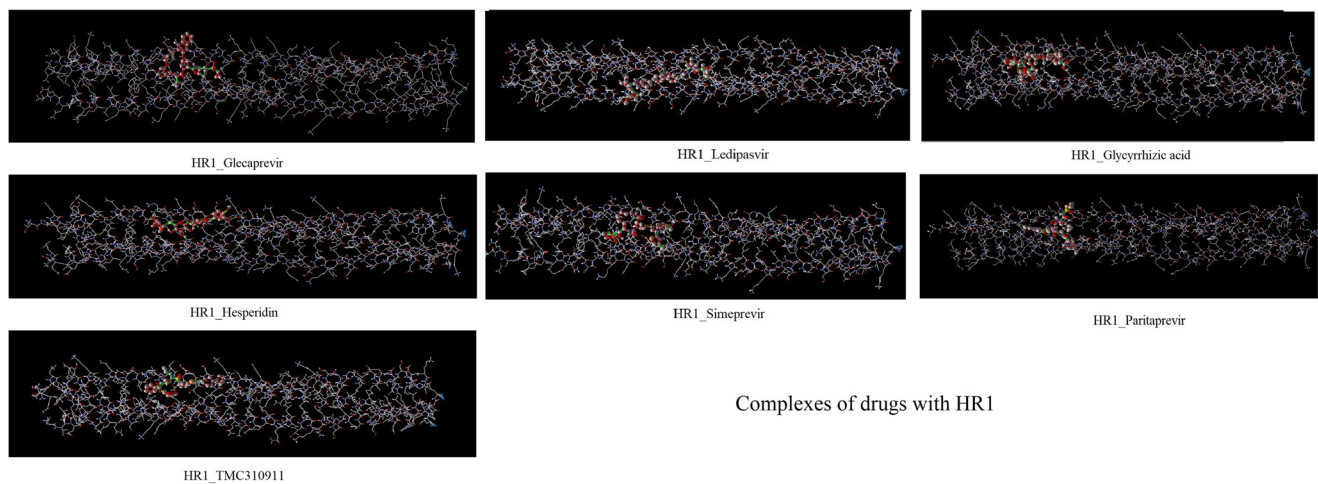 HR1_Glecaprevir
HR1_Ledipasvir
HR1_Glycyrrhizic acid
HR1_Hesperidin
HR1_Simeprevir
HR1_Paritaprevir
HR1_TMC310911
Complexes of drugs with HR1